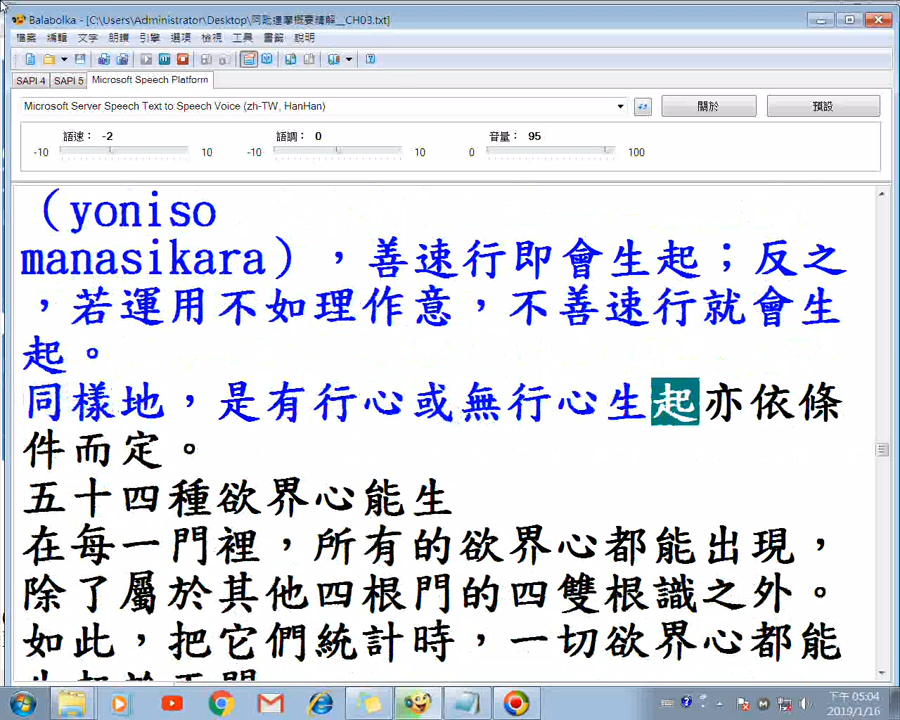 Balabolka - [C:\Users\Administrator\Desktop\阿毗達摩概要精解__CH03.txt]
檔案 編輯 文字 朗讀 引擎 選項 檢視 工具 書籤 說明
SAPI 4 SAPI 5 Microsoft Speech Platform
Microsoft Server Speech Text to Speech Voice (zh-TW, HanHan) 關於 預設
語速： -2 語調： 0 音量： 95
-10 10 -10 10 0 100
（yoniso
manasikara），善速行即會生起；反之
，若運用不如理作意，不善速行就會生
起。
同樣地，是有行心或無行心生起亦依條
件而定。
五十四種欲界心能生
在每一門裡，所有的欲界心都能出現，
除了屬於其他四根門的四雙根識之外。
如此，把它們統計時，一切欲界心都能
下午 05:04
2019/1/16